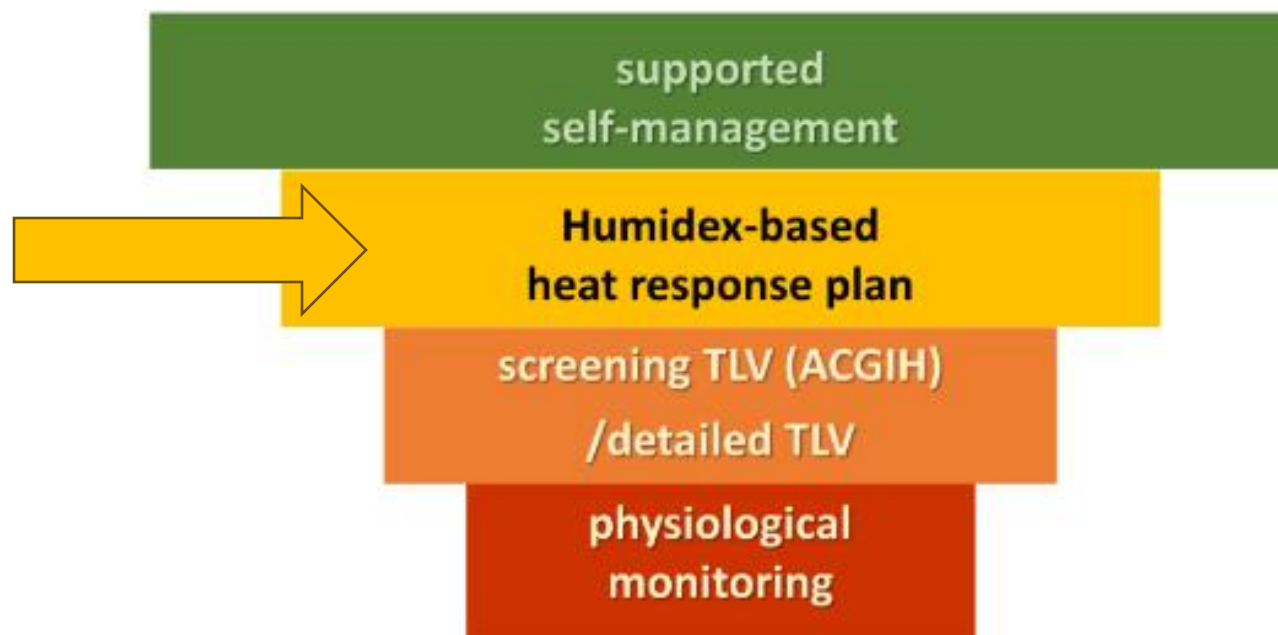 supported
self-management
Humidex-based
heat response plan
screening TLV (ACGIH)
/detailed TLV
physiological
monitoring